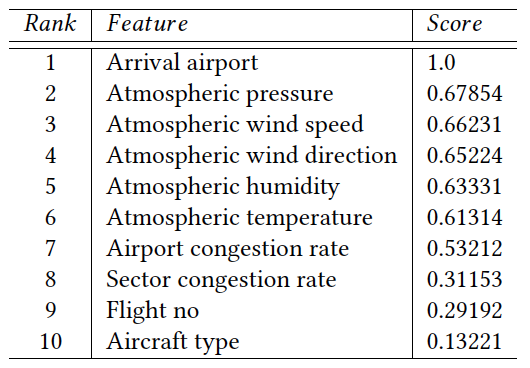 Rank Feature Score
1 Arrival airport 1.0
2 Atmospheric pressure 0.67854
3 Atmospheric wind speed 0.66231
4 Atmospheric wind direction 0.65224
5 Atmospheric humidity 0.63331
6 Atmospheric temperature 0.61314
7 Airport congestion rate 0.53212
8 Sector congestion rate 0.31153
9 Flight no 0.29192
10 Aircraft type 0.13221